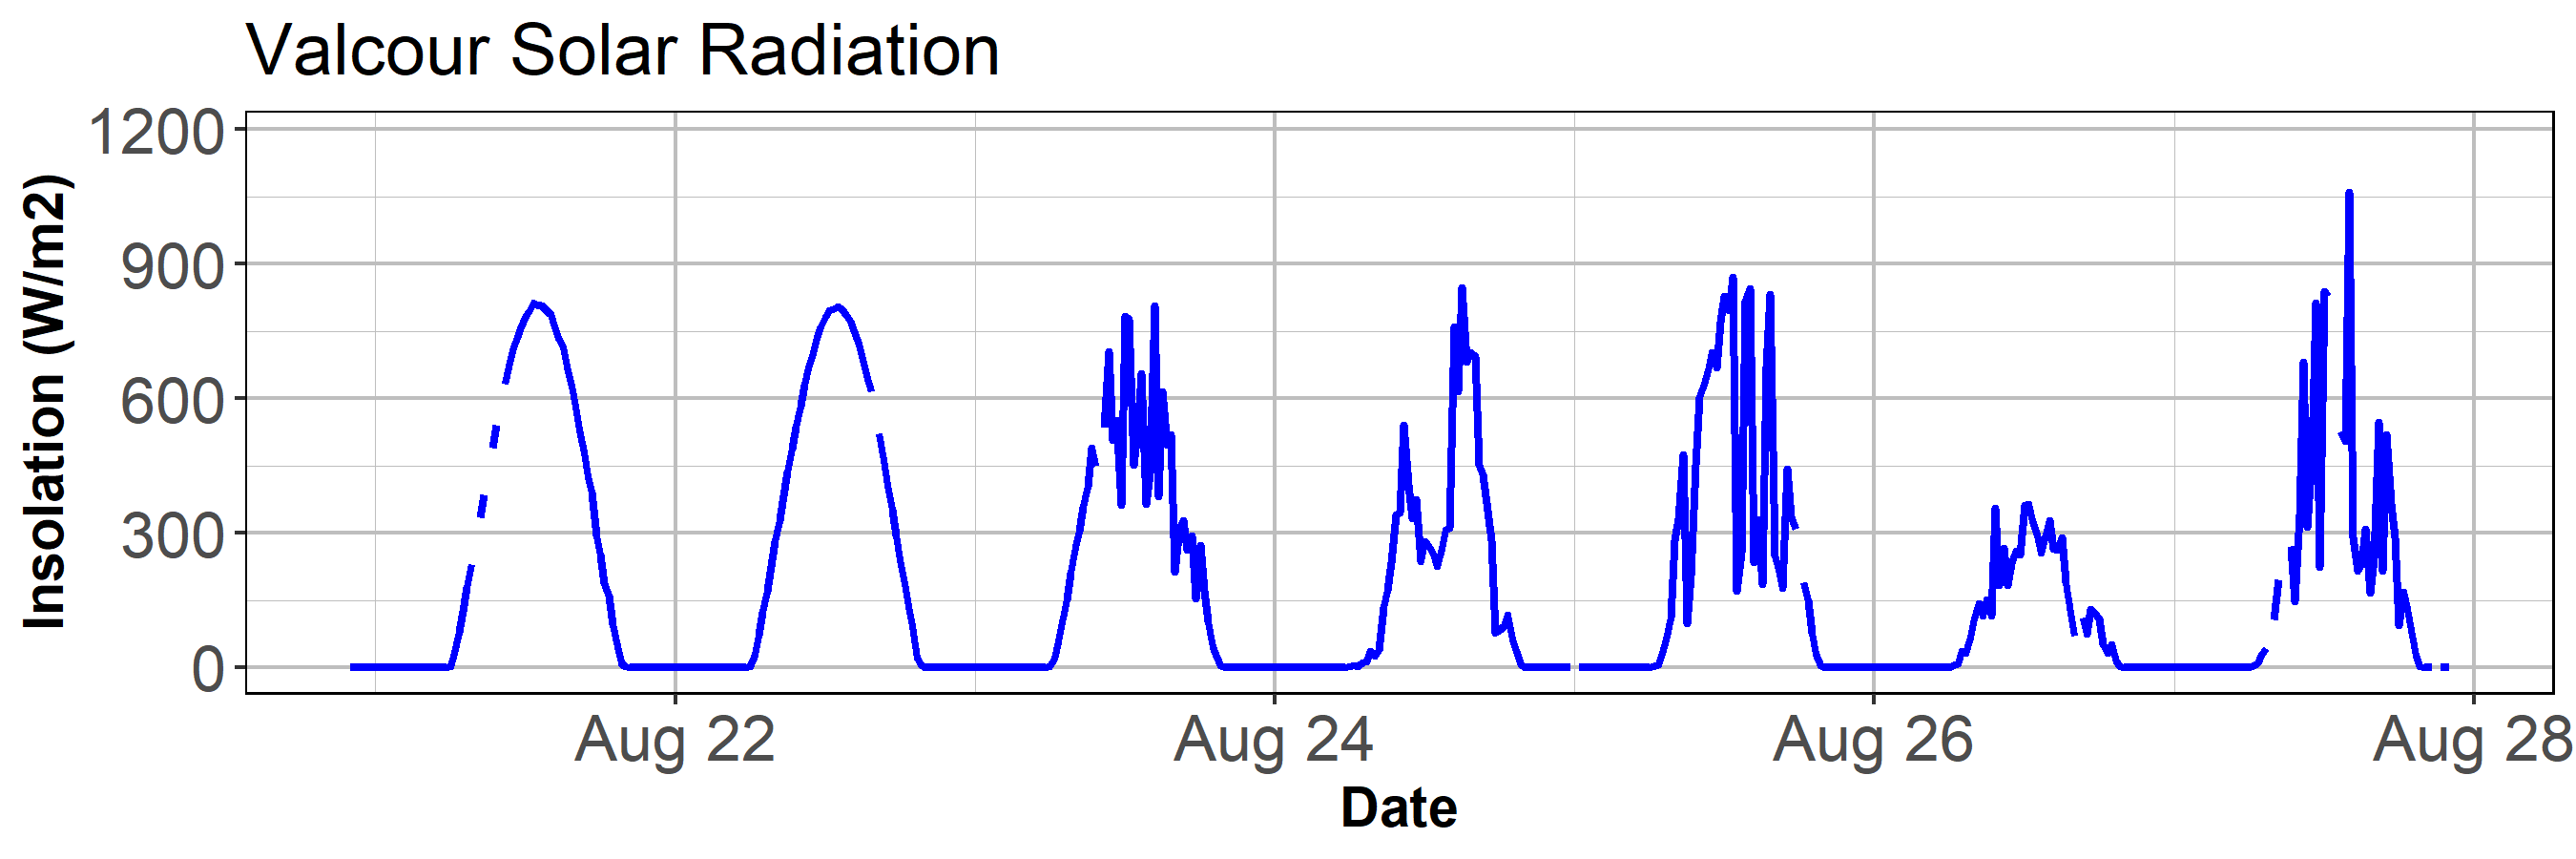 Valcour Solar Radiation
Insolation (W/m2)
1200
900
600
300
0
Aug 22 Aug 24 Aug 26 Aug 28
Date